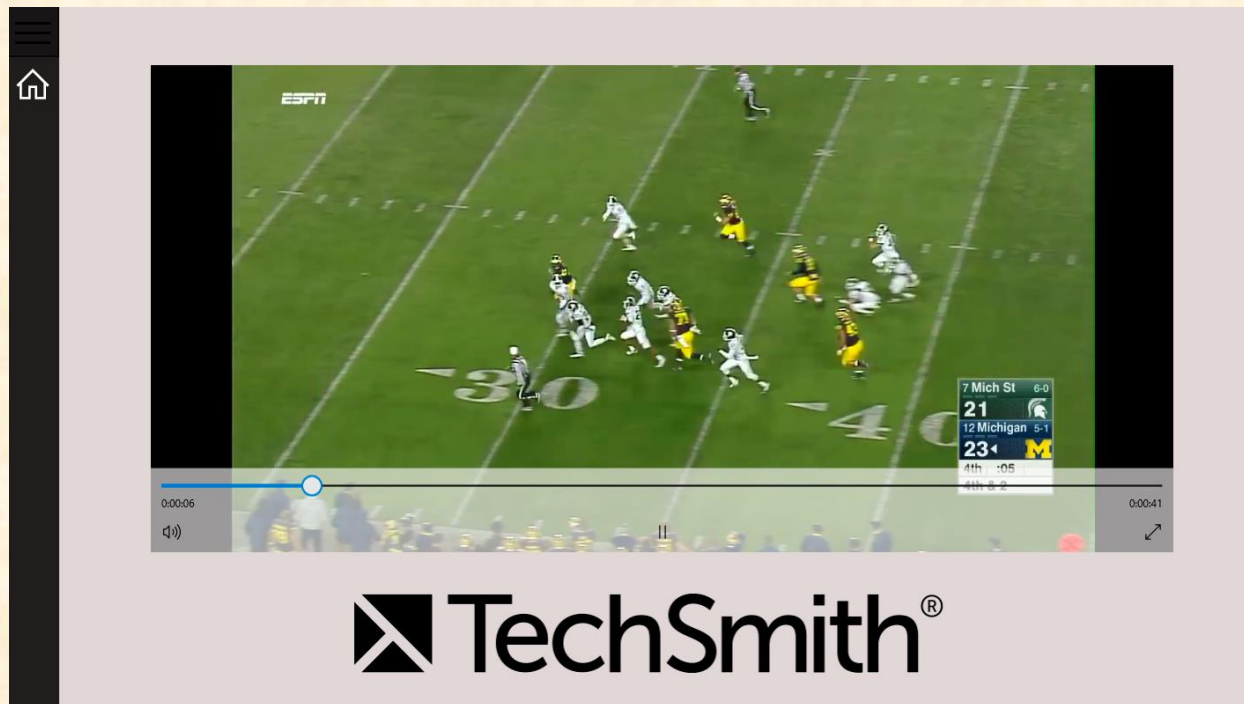 ESPN
30
40
7 Mich St 6-0
21
12 Michigan 5-1
23
M
4th :05
4th & 2
0:00:06
0:00:41
TechSmith®